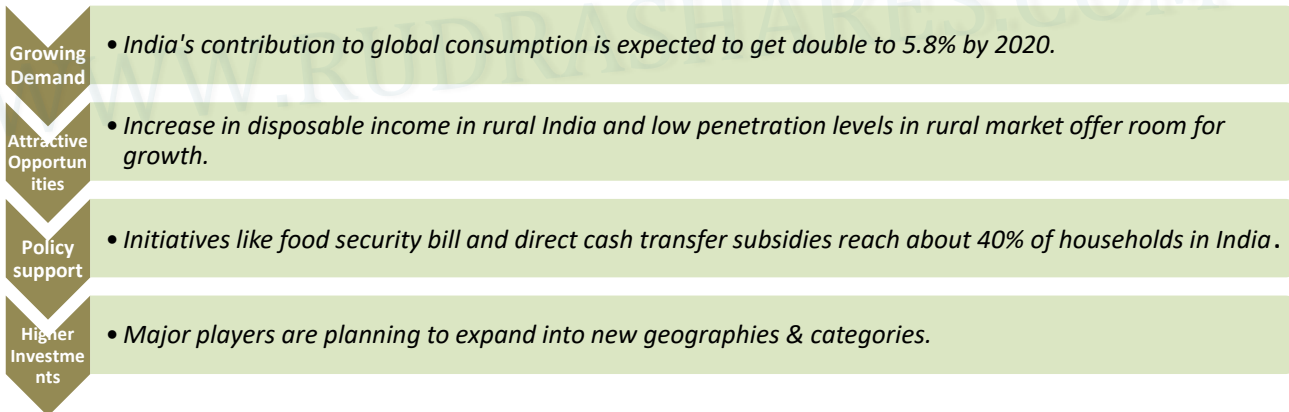 WWW.RUDRASHARES.COM
Growing
Demand
• India's contribution to global consumption is expected to get double to 5.8% by 2020.
Attractive
Opportun
ities
• Increase in disposable income in rural India and low penetration levels in rural market offer room for
growth.
Policy
support
• Initiatives like food security bill and direct cash transfer subsidies reach about 40% of households in India.
Higher
Investme
nts
• Major players are planning to expand into new geographies & categories.